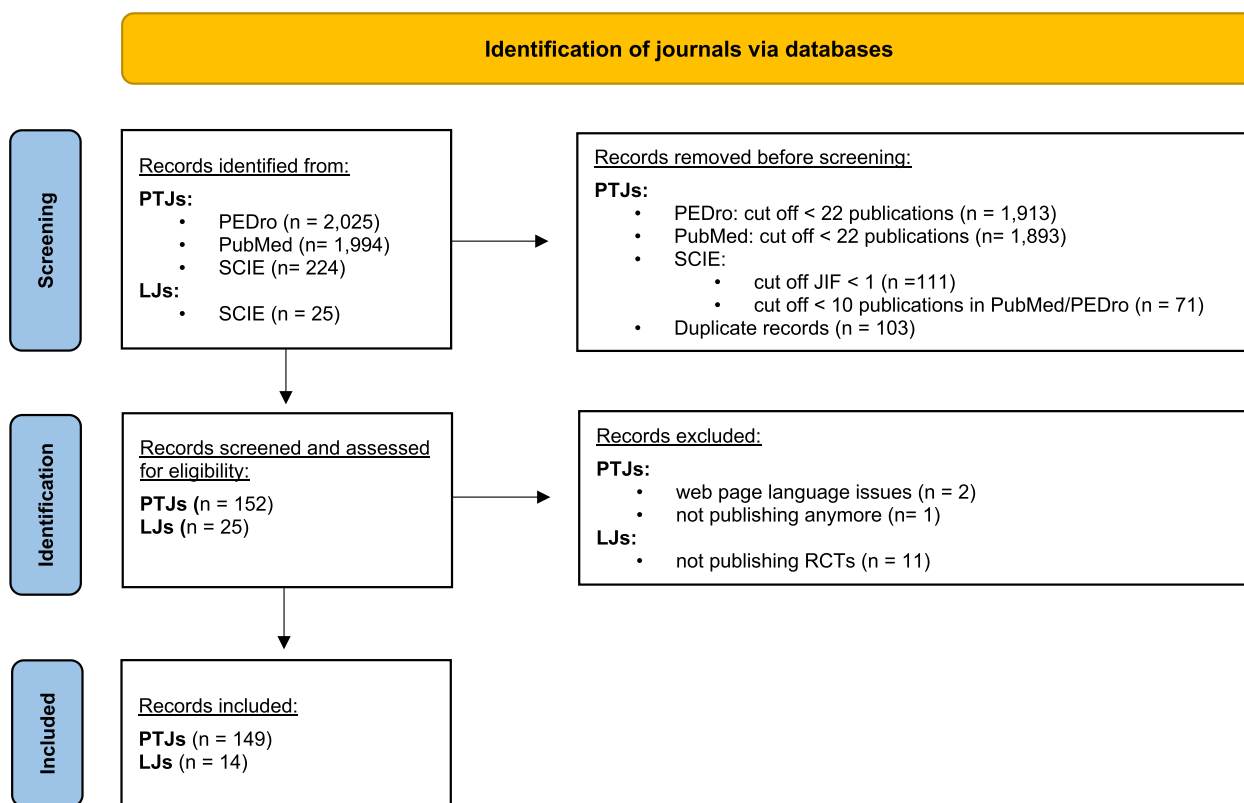 Identification of journals via databases
Screening
Records identified from:
PTJs:
• PEDro (n = 2,025)
• PubMed (n= 1,994)
• SCIE (n= 224)
LJs:
• SCIE (n = 25)
Records removed before screening:
PTJs:
• PEDro: cut off < 22 publications (n = 1,913)
• PubMed: cut off < 22 publications (n= 1,893)
• SCIE:
• cut off JIF < 1 (n =111)
• cut off < 10 publications in PubMed/PEDro (n = 71)
• Duplicate records (n = 103)
Identification
Records screened and assessed
for eligibility:
PTJs (n = 152)
LJs (n = 25)
Records excluded:
PTJs:
• web page language issues (n = 2)
• not publishing anymore (n= 1)
LJs:
• not publishing RCTs (n = 11)
Included
Records included:
PTJs (n = 149)
LJs (n = 14)